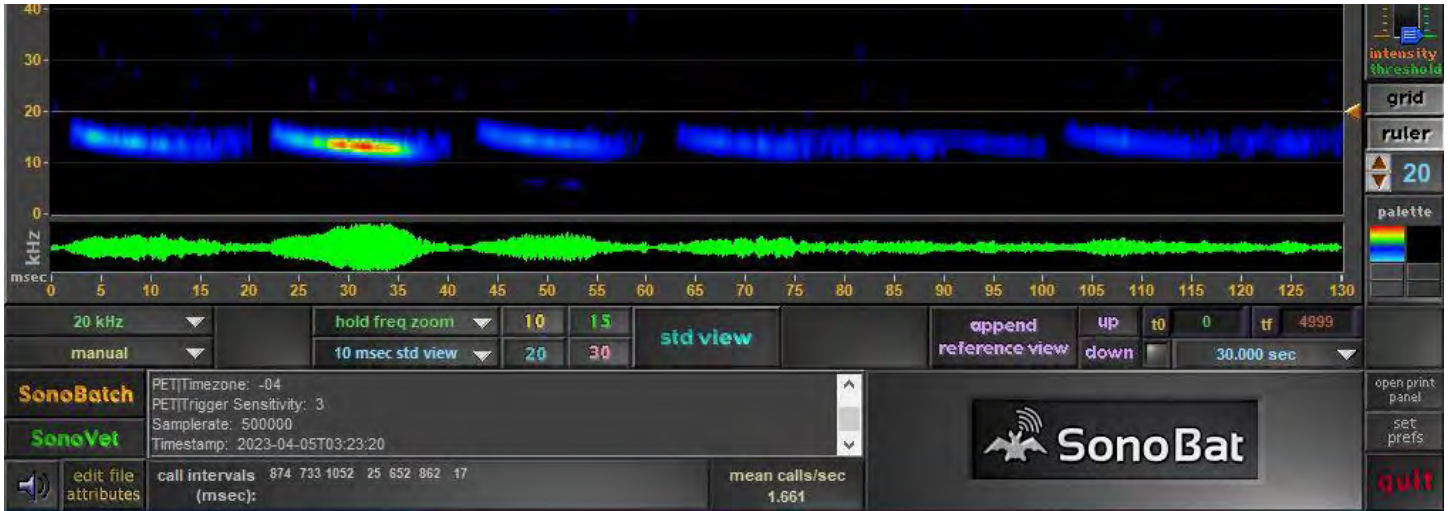 40
30
20
10
0
kHz
msec
0 5 10 15 20 25 30 35 40 45 50 55 60 65 70 75 80 85 90 95 100 105 110 115 120 125 130
intensity
threshold
grid
ruler
20
palette
20 kHz
manual
hold freq zoom
10 msec std view
10 15
20 30
std view
append
reference view
up
down
t0 0 tf 4999
30.000 sec
SonoBatch
SonoVet
PET|Timezone: -04
PET|Trigger Sensitivity: 3
Samplerate: 500000
Timestamp: 2023-04-05T03:23:20
edit file
attributes
call intervals 874 733 1052 25 652 862 17
(msec):
mean calls/sec
1.661
SonoBat
open print
panel
set
prefs
quit